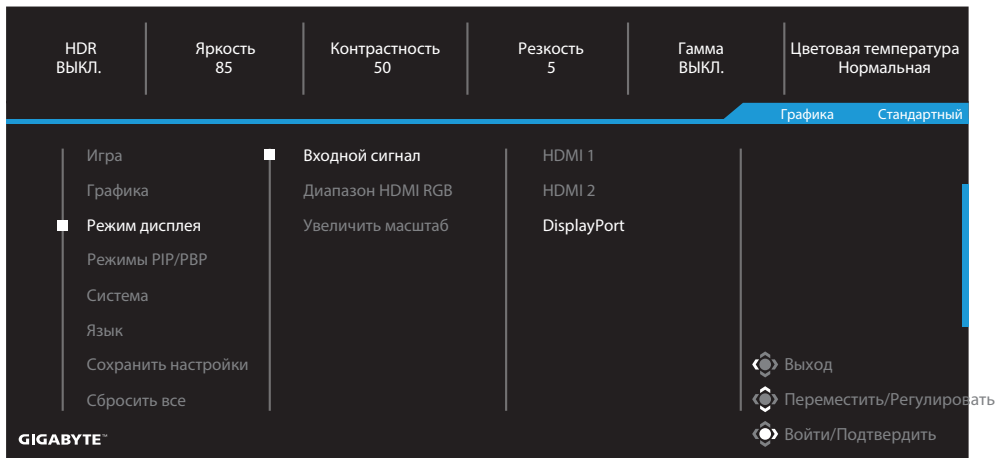 HDR
ВЫКЛ.
Яркость
85
Контрастность
50
Резкость
5
Гамма
ВЫКЛ.
Цветовая температура
Нормальная
Графика Стандартный
Игра
Графика
Режим дисплея
Режимы PIP/PBP
Система
Язык
Сохранить настройки
Сбросить все
Входной сигнал
Диапазон HDMI RGB
Увеличить масштаб
HDMI 1
HDMI 2
DisplayPort
Выход
Переместить/Регулировать
Войти/Подтвердить
GIGABYTE™